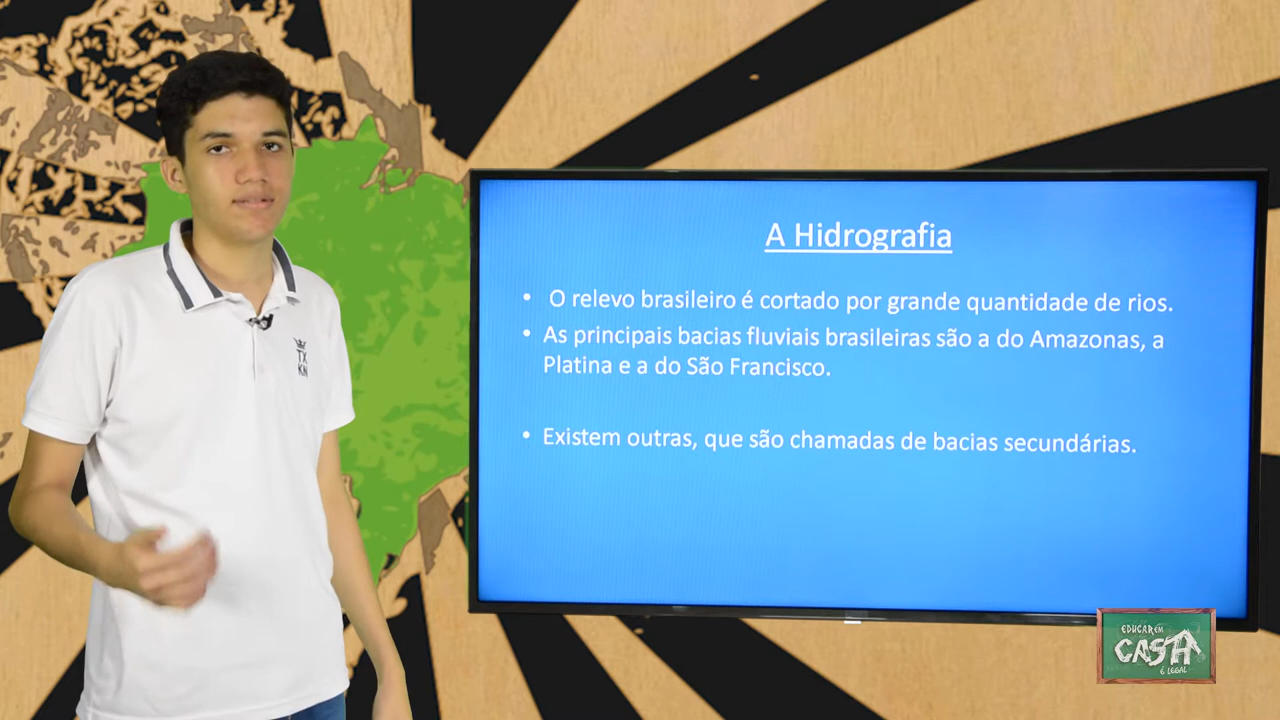 A Hidrografia
• O relevo brasileiro é cortado por grande quantidade de rios.
• As principais bacias fluviais brasileiras são a do Amazonas, a
Platina e a do São Francisco.
• Existem outras, que são chamadas de bacias secundárias.
TX
KN
EDUCAR EM
CASA
É LEGAL